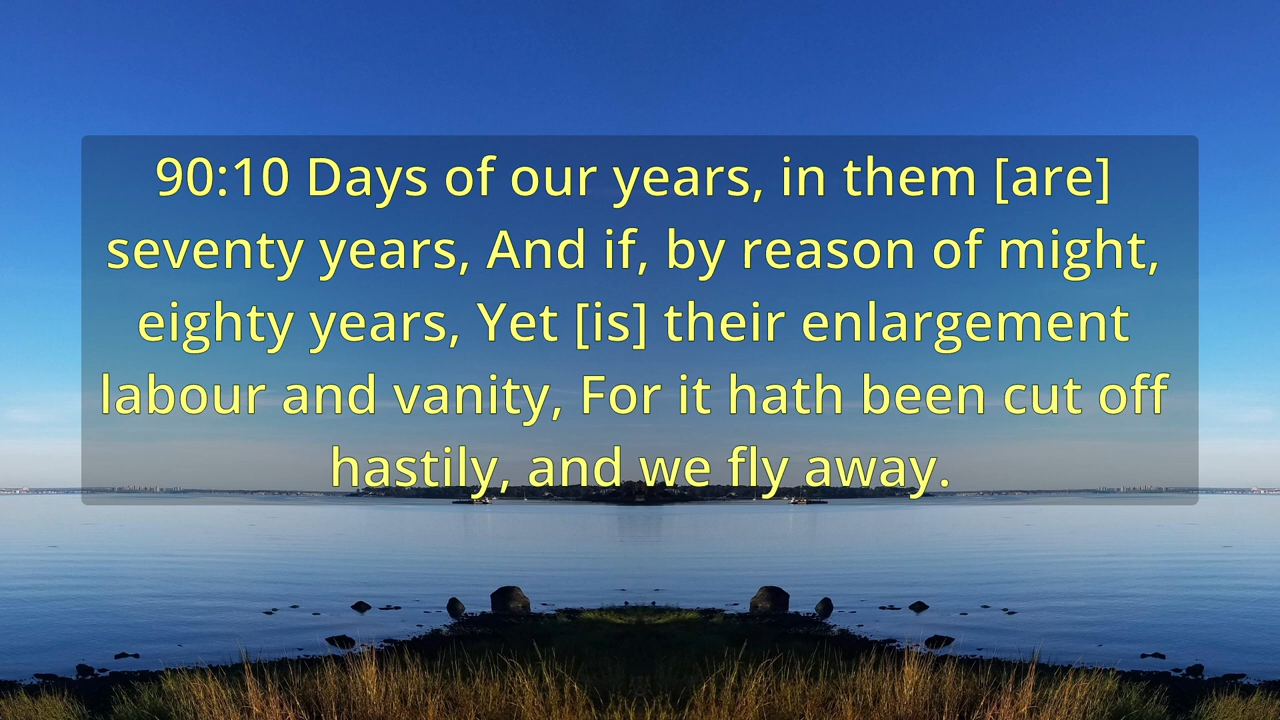 90:10 Days of our years, in them [are]
seventy years, And if, by reason of might,
eighty years, Yet [is] their enlargement
labour and vanity, For it hath been cut off
hastily, and we fly away.